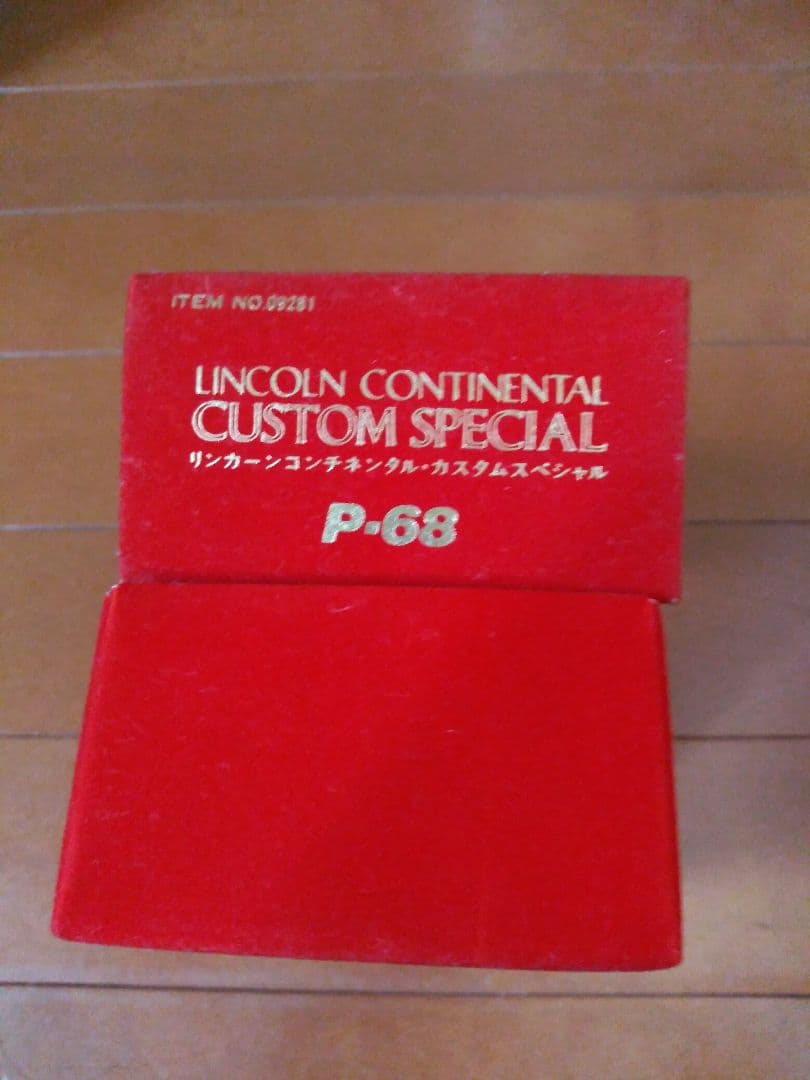 ITEM NO.09281
LINCOLN CONTINENTAL
CUSTOM SPECIAL
リンカーンコンチネンタル・カスタムスペシャル
P-68